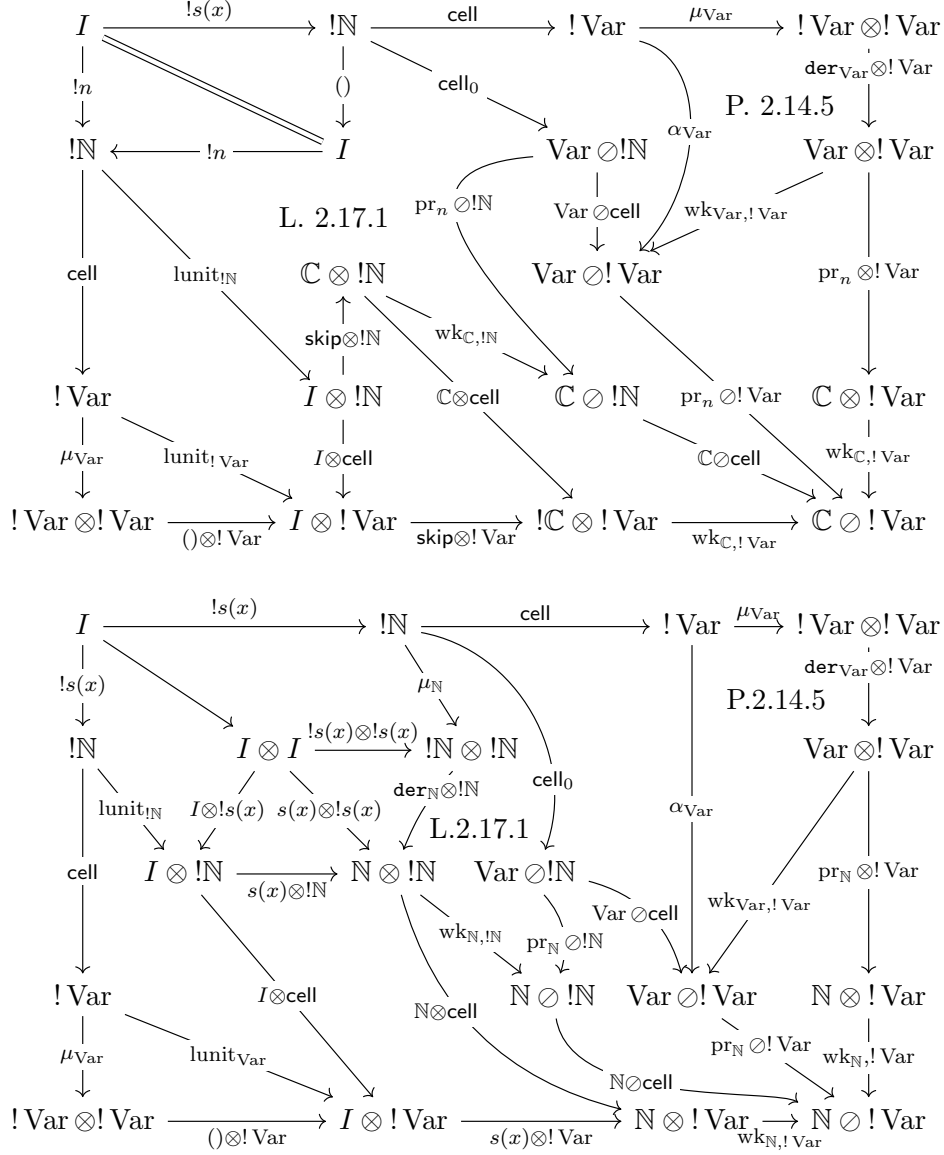 I !s(x) !ℕ cell ! Var μ_Var ! Var ⊗! Var
!n () cell₀ der_Var⊗! Var
P. 2.14.5
!ℕ !n I α_Var Var ⊘!ℕ Var ⊗! Var
pr_n ⊘!ℕ Var ⊘cell wk_Var,! Var
L. 2.17.1
cell lunit_!ℕ ℂ ⊗ !ℕ Var ⊘! Var pr_n ⊗! Var
skip⊗!ℕ wk_ℂ,!ℕ
! Var I ⊗ !ℕ ℂ⊗cell ℂ ⊘ !ℕ pr_n ⊘! Var ℂ ⊗ ! Var
μ_Var lunit_! Var I⊗cell ℂ⊘cell wk_ℂ,! Var
! Var ⊗! Var ()⊗! Var I ⊗ ! Var skip⊗! Var !ℂ ⊗ ! Var wk_ℂ,! Var ℂ ⊘ ! Var
I !s(x) !ℕ cell ! Var μ_Var ! Var ⊗! Var
!s(x) μ_ℕ der_Var⊗! Var
P.2.14.5
!ℕ I ⊗ I !s(x)⊗!s(x) !ℕ ⊗ !ℕ cell₀ Var ⊗! Var
lunit_!ℕ I⊗!s(x) s(x)⊗!s(x) der_ℕ⊗!ℕ α_Var
L.2.17.1
cell I ⊗ !ℕ s(x)⊗!ℕ ℕ ⊗ !ℕ Var ⊘!ℕ pr_ℕ ⊗! Var
wk_ℕ,!ℕ pr_ℕ ⊘!ℕ Var ⊘cell wk_Var,! Var
! Var I⊗cell ℕ⊗cell ℕ ⊘ !ℕ Var ⊘! Var ℕ ⊗ ! Var
μ_Var lunit_Var ℕ⊘cell pr_ℕ ⊘! Var wk_ℕ,! Var
! Var ⊗! Var ()⊗! Var I ⊗ ! Var s(x)⊗! Var ℕ ⊗ ! Var wk_ℕ,! Var ℕ ⊘ ! Var